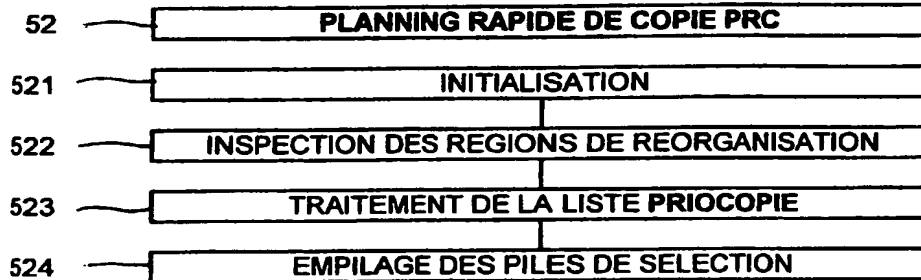 52 PLANNING RAPIDE DE COPIE PRC
521 INITIALISATION
522 INSPECTION DES REGIONS DE REORGANISATION
523 TRAITEMENT DE LA LISTE PRIOCOPIE
524 EMPILAGE DES PILES DE SELECTION